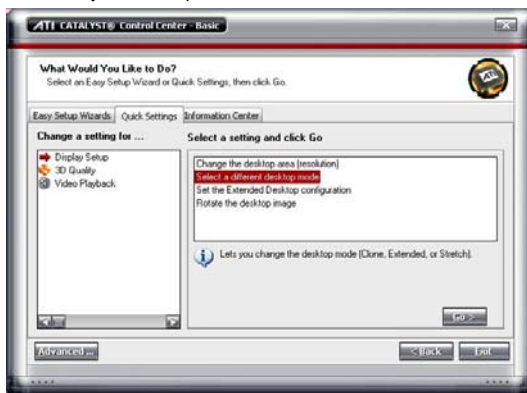 ATI CATALYST® Control Center - Basic
What Would You Like to Do?
Select an Easy Setup Wizard or Quick Settings, then click Go.
Easy Setup Wizards Quick Settings Information Center
Change a setting for ...
Display Setup
3D Quality
Video Playback
Select a setting and click Go
Change the desktop area (resolution)
Select a different desktop mode
Set the Extended Desktop configuration
Rotate the desktop image
Lets you change the desktop mode (Clone, Extended, or Stretch).
Go >
Advanced ...
< Back